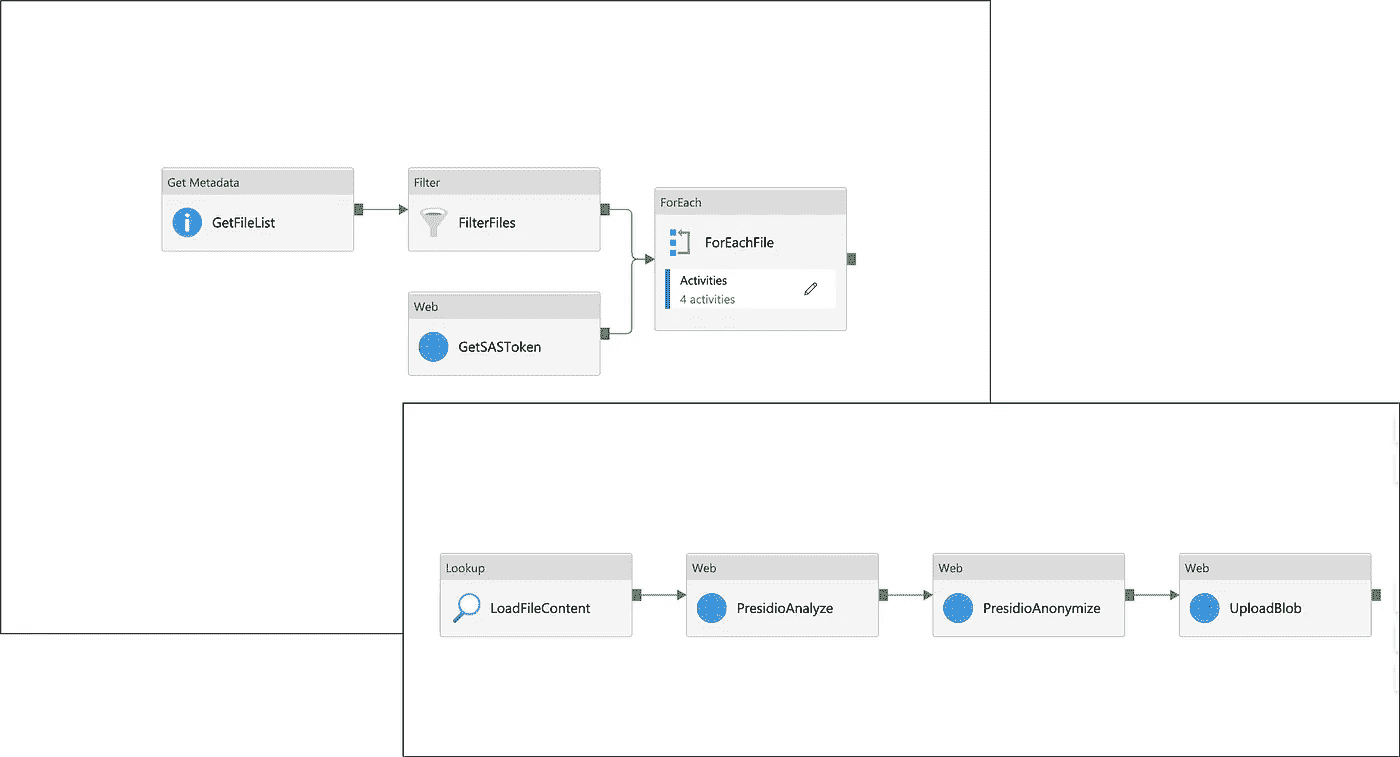 Get Metadata
GetFileList
Filter
FilterFiles
Web
GetSASToken
ForEach
ForEachFile
Activities
4 activities
Lookup
LoadFileContent
Web
PresidioAnalyze
Web
PresidioAnonymize
Web
UploadBlob